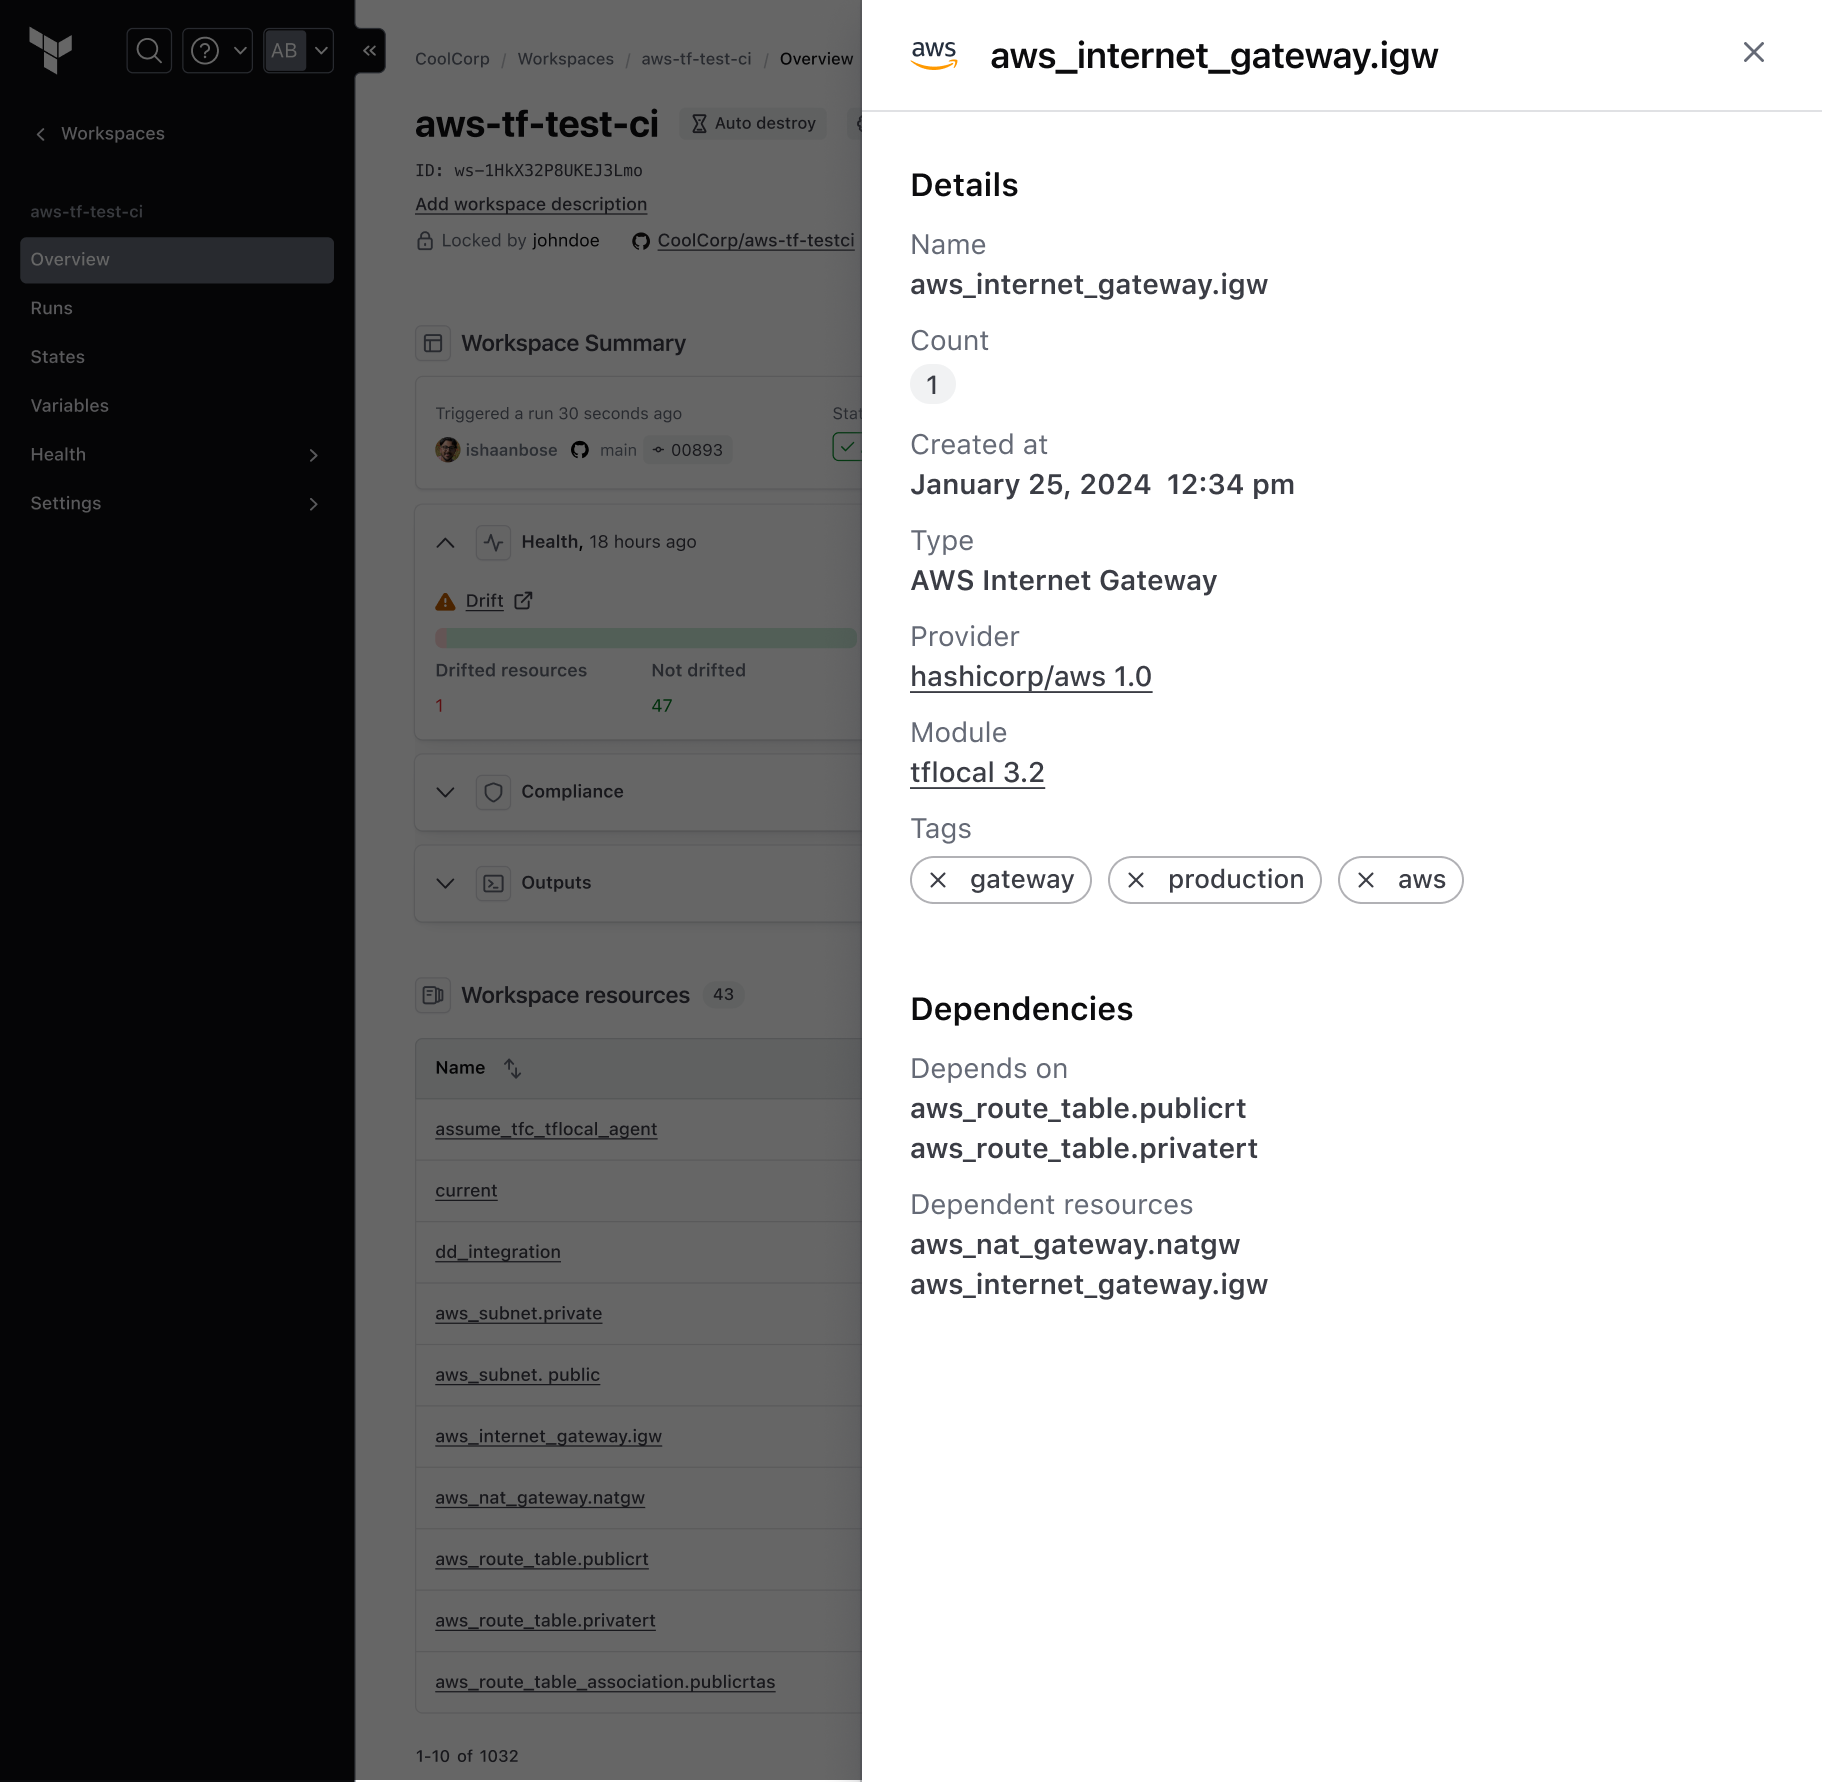 AB
Workspaces
aws-tf-test-ci
Overview
Runs
States
Variables
Health
Settings
CoolCorp / Workspaces / aws-tf-test-ci / Overview
aws-tf-test-ci
Auto destroy
ID: ws-1HkX32P8UKEJ3Lmo
Add workspace description
Locked by johndoe
CoolCorp/aws-tf-testci
Workspace Summary
Triggered a run 30 seconds ago
Stat
ishaanbose main 00893
Health, 18 hours ago
Drift
Drifted resources Not drifted
1 47
Compliance
Outputs
Workspace resources 43
Name
assume_tfc_tflocal_agent
current
dd_integration
aws_subnet.private
aws_subnet. public
aws_internet_gateway.igw
aws_nat_gateway.natgw
aws_route_table.publicrt
aws_route_table.privatert
aws_route_table_association.publicrtas
1-10 of 1032
aws
aws_internet_gateway.igw
Details
Name
aws_internet_gateway.igw
Count
1
Created at
January 25, 2024  12:34 pm
Type
AWS Internet Gateway
Provider
hashicorp/aws 1.0
Module
tflocal 3.2
Tags
gateway production aws
Dependencies
Depends on
aws_route_table.publicrt
aws_route_table.privatert
Dependent resources
aws_nat_gateway.natgw
aws_internet_gateway.igw